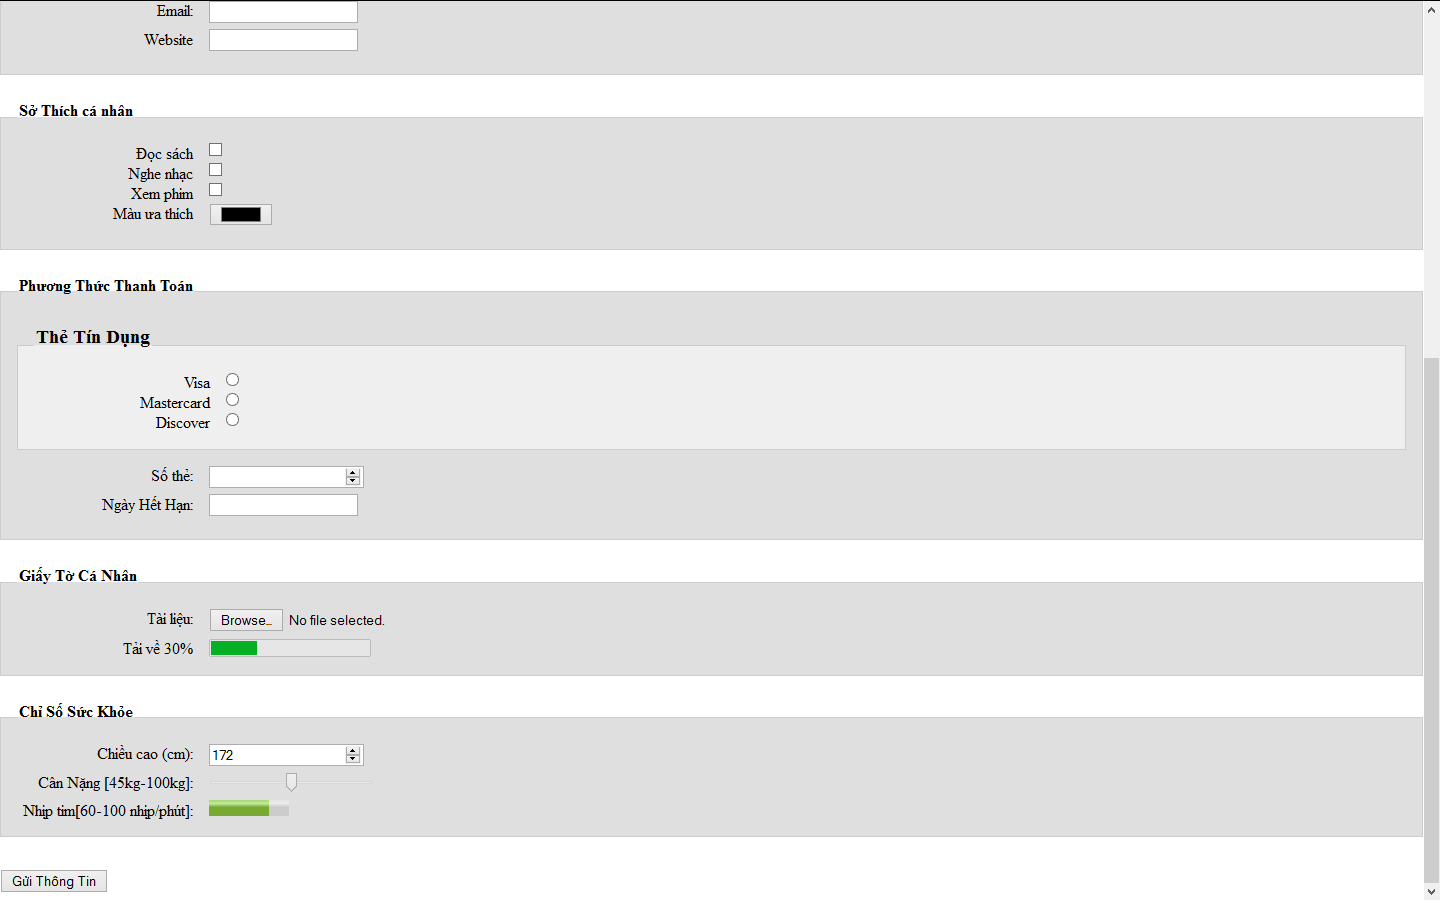 Email:
Website
Sở Thích cá nhân
Đọc sách
Nghe nhạc
Xem phim
Màu ưa thích
Phương Thức Thanh Toán
Thẻ Tín Dụng
Visa
Mastercard
Discover
Số thẻ:
Ngày Hết Hạn:
Giấy Tờ Cá Nhân
Tài liệu: Browse... No file selected.
Tải về 30%
Chỉ Số Sức Khỏe
Chiều cao (cm): 172
Cân Nặng [45kg-100kg]:
Nhịp tim[60-100 nhịp/phút]:
Gửi Thông Tin